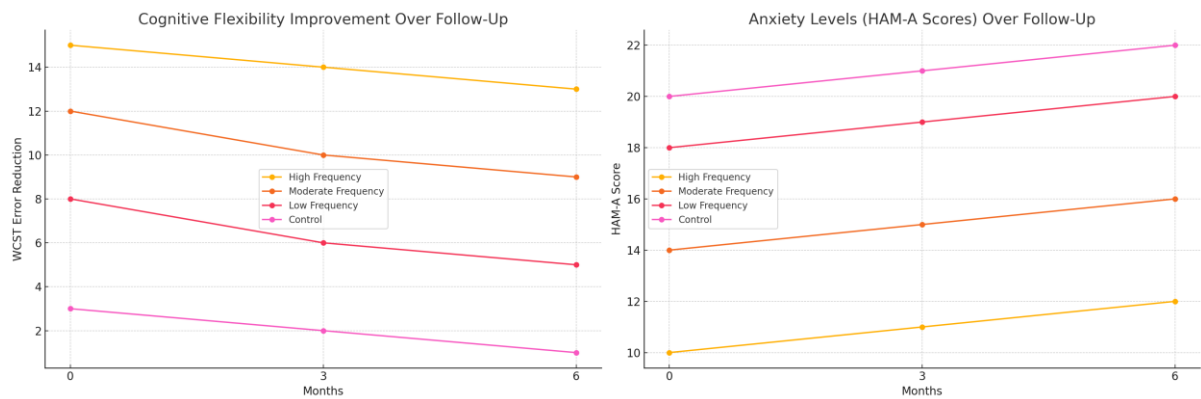 Cognitive Flexibility Improvement Over Follow-Up
WCST Error Reduction
14
12
10
8
6
4
2
0
3
6
Months
High Frequency
Moderate Frequency
Low Frequency
Control
Anxiety Levels (HAM-A Scores) Over Follow-Up
HAM-A Score
22
20
18
16
14
12
10
0
3
6
Months
High Frequency
Moderate Frequency
Low Frequency
Control